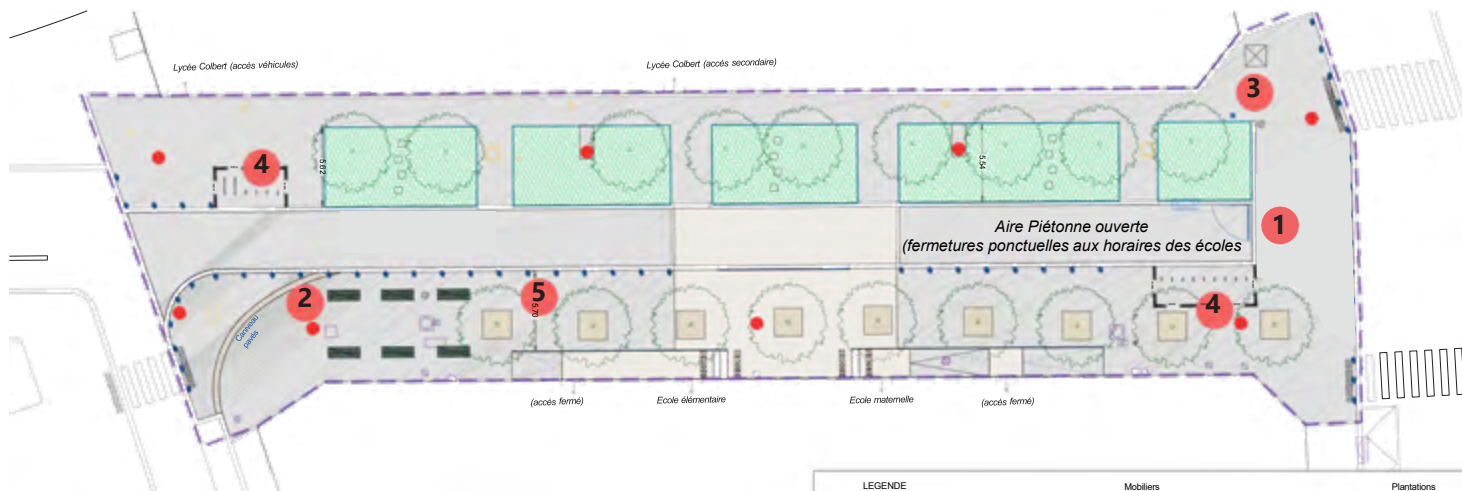 Lycée Colbert (accès véhicules)
Lycée Colbert (accès secondaire)
3
4
5.62
5.54
Aire Piétonne ouverte
(fermetures ponctuelles aux horaires des écoles
1
2
5
5.70
4
Caniveau
pavés
(accès fermé)
Ecole élémentaire
Ecole maternelle
(accès fermé)
LEGENDE
Mobiliers
Plantations